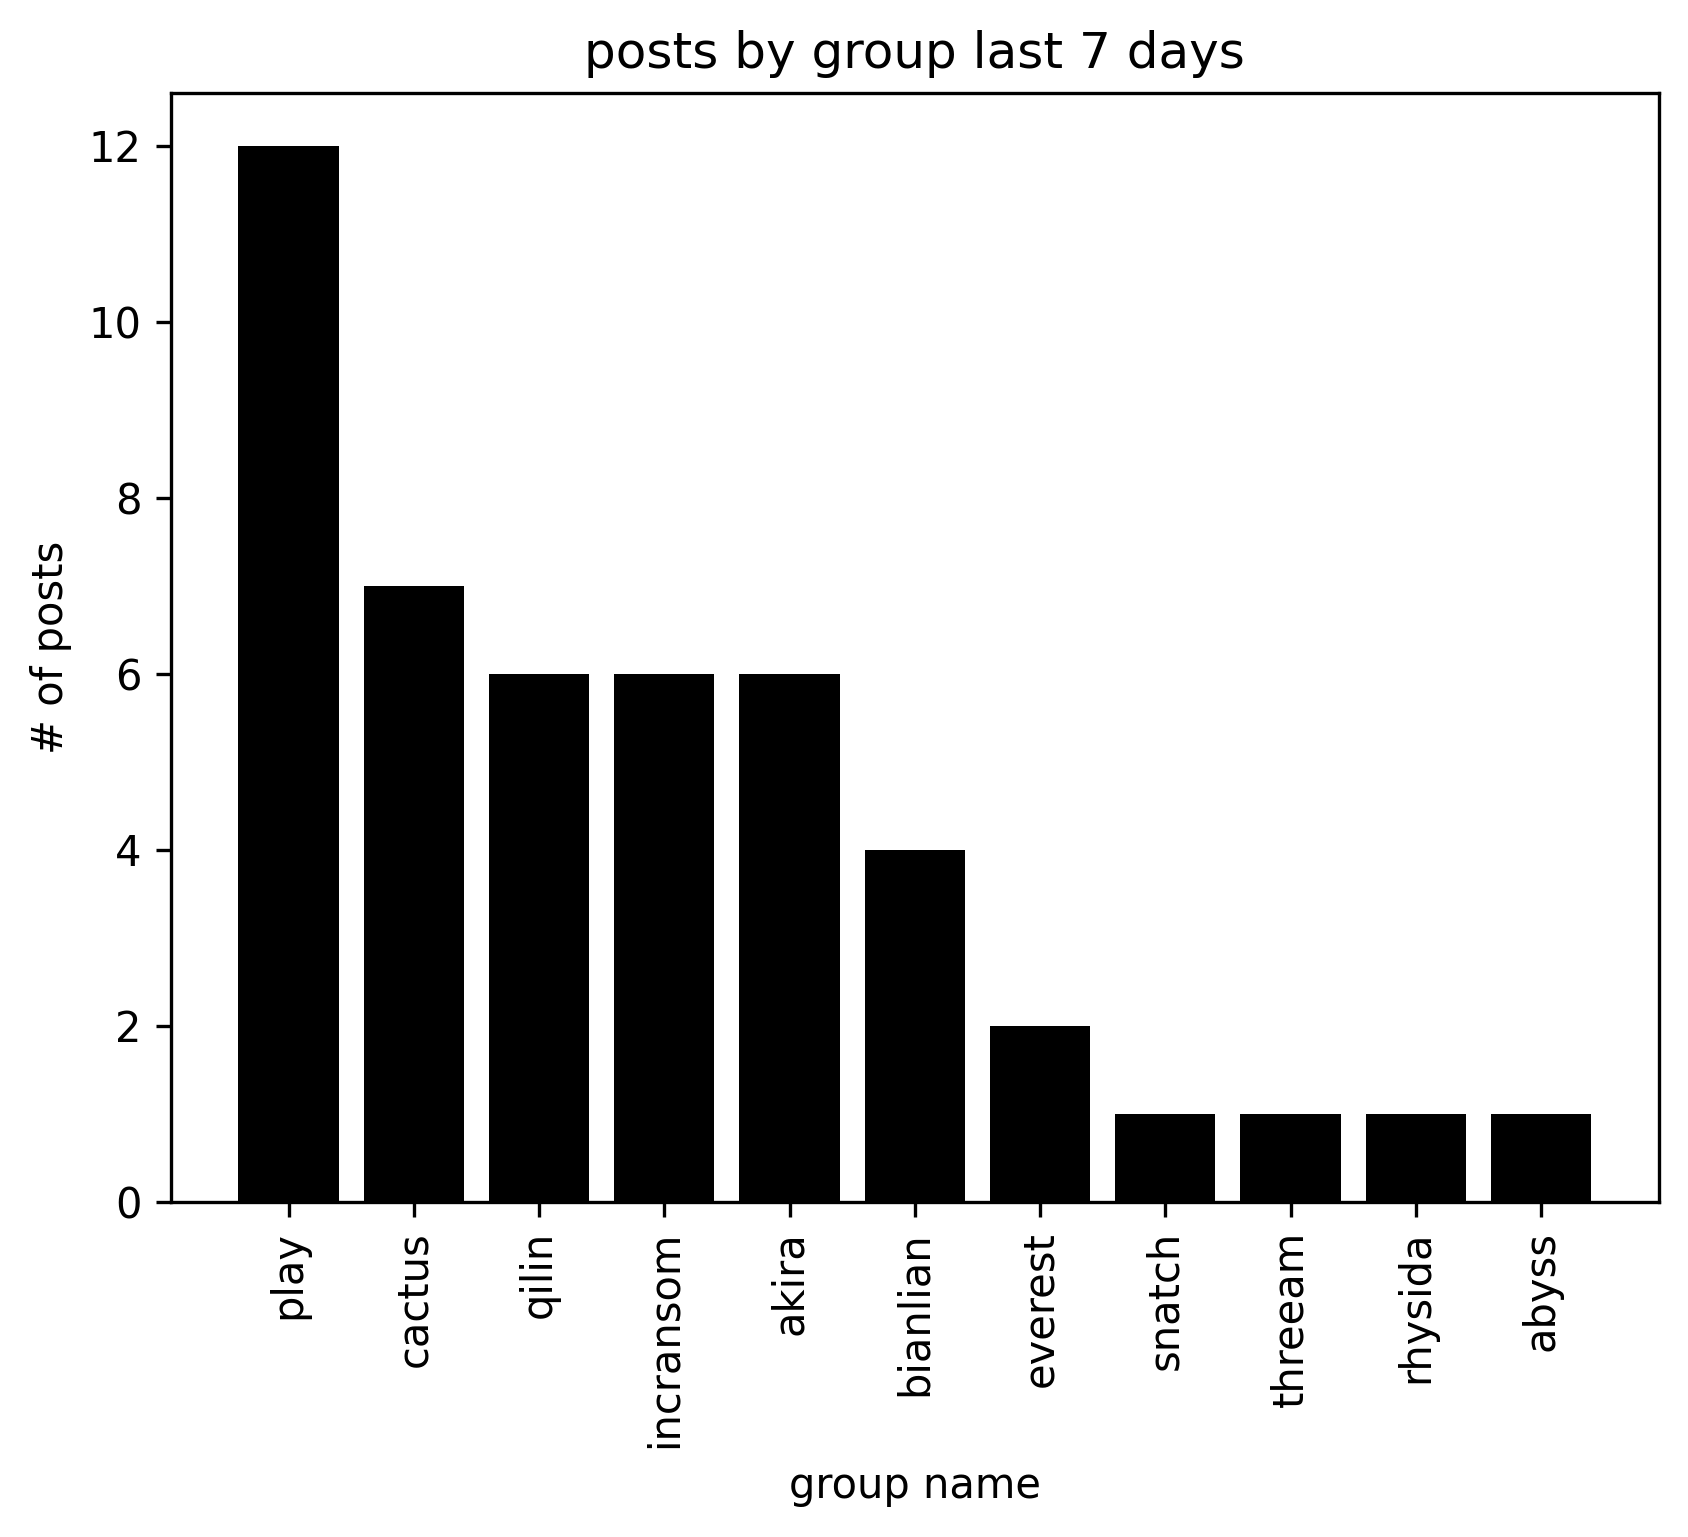 posts by group last 7 days
12
10
8
6
4
2
0
# of posts
play
cactus
qilin
incransom
akira
bianlian
everest
snatch
threeam
rhysida
abyss
group name